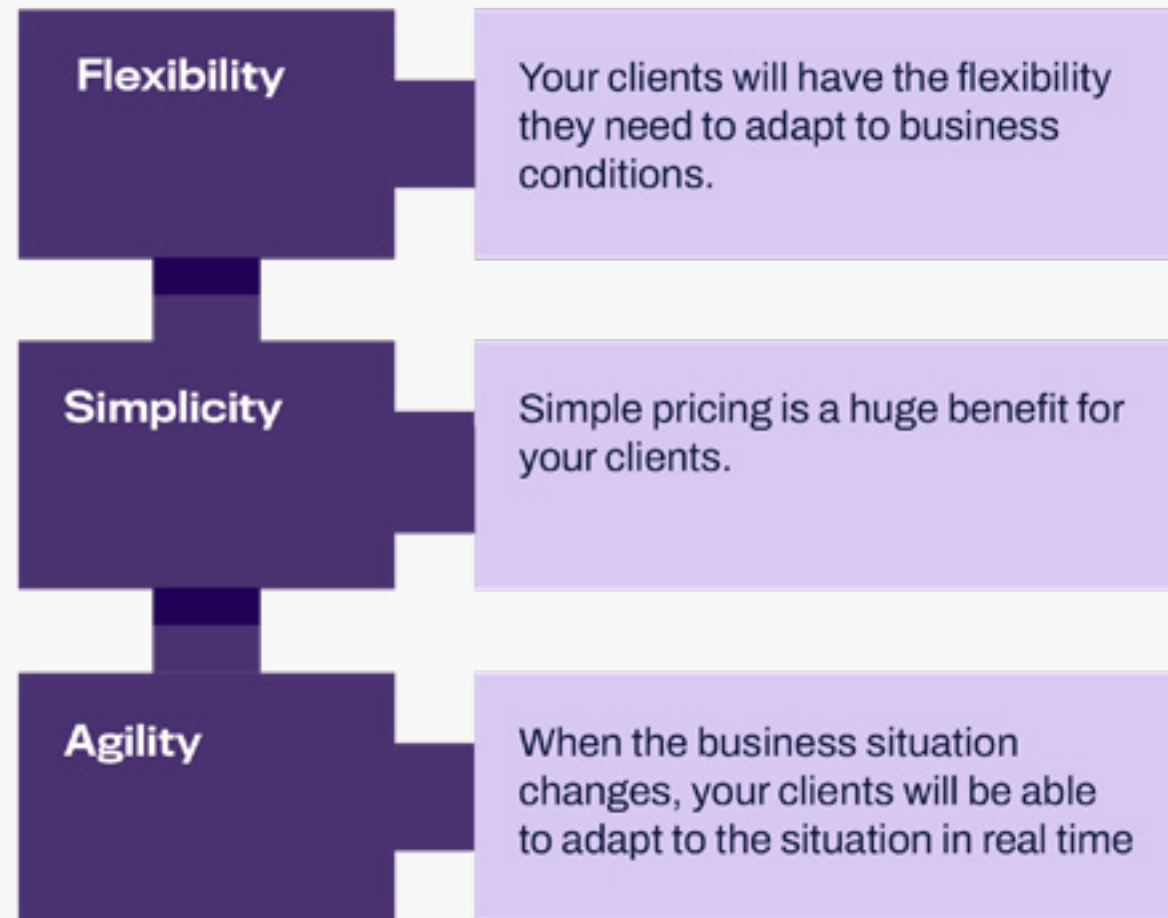 Flexibility
Your clients will have the flexibility
they need to adapt to business
conditions.
Simplicity
Simple pricing is a huge benefit for
your clients.
Agility
When the business situation
changes, your clients will be able
to adapt to the situation in real time